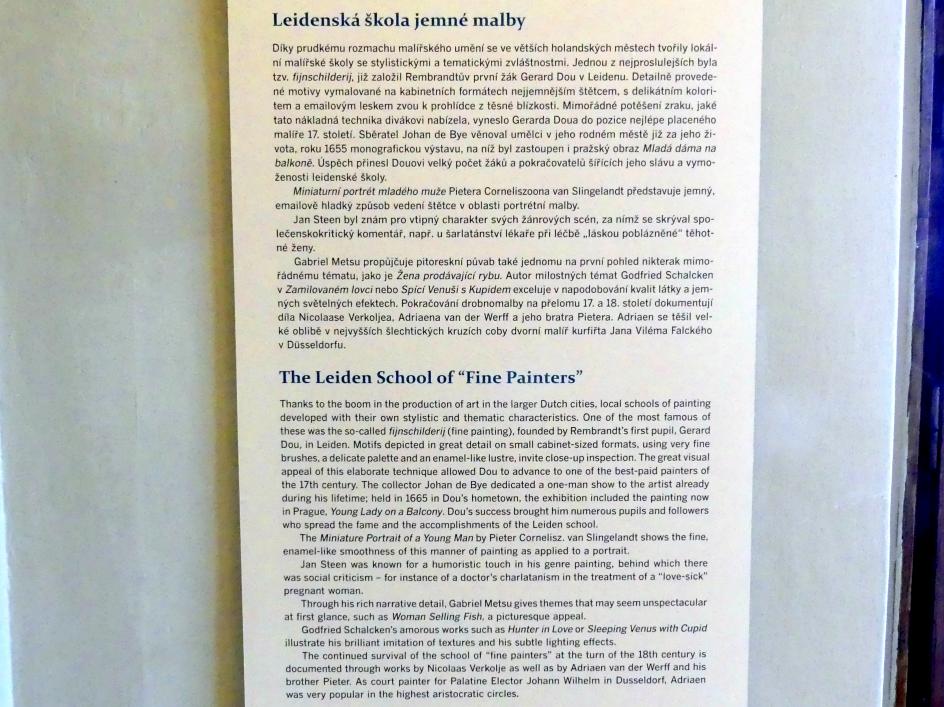 Leidenská škola jemné malby
Díky prudkému rozmachu malířského umění se ve větších holandských městech tvořily lokál-
ní malířské školy se stylistickými a tematickými zvláštnostmi. Jednou z nejproslulejších byla
tzv. fijnschilderij, již založil Rembrandtův první žák Gerard Dou v Leidenu. Detailně provede-
né motivy vymalované na kabinetních formátech nejjemnějším štětcem, s delikátním kolori-
tem a emailovým leskem zvou k prohlídce z těsné blízkosti. Mimořádné potěšení zraku, jaké
tato nákladná technika divákovi nabízela, vyneslo Gerarda Doua do pozice nejlépe placeného
malíře 17. století. Sběratel Johan de Bye věnoval umělci v jeho rodném městě již za jeho ži-
vota, roku 1655 monografickou výstavu, na níž byl zastoupen i pražský obraz Mladá dáma na
balkoně. Úspěch přinesl Douovi velký počet žáků a pokračovatelů šířících jeho slávu a vymo-
ženosti leidenské školy.
Miniaturní portrét mladého muže Pietera Corneliszoona van Slingelandt představuje jemný,
emailově hladký způsob vedení štětce v oblasti portrétní malby.
Jan Steen byl znám pro vtipný charakter svých žánrových scén, za nímž se skrýval spo-
lečenskokritický komentář, např. u šarlatánství lékaře při léčbě „láskou poblázněné“ těhot-
né ženy.
Gabriel Metsu propůjčuje pitoreskní půvab také jednomu na první pohled nikterak mimo-
řádnému tématu, jako je Žena prodávající rybu. Autor milostných témat Godfried Schalcken
v Zamilovaném lovci nebo Spící Venuši s Kupidem exceluje v napodobování kvalit látky a jem-
ných světelných efektech. Pokračování drobnomalby na přelomu 17. a 18. století dokumentují
díla Nicolaase Verkoljea, Adriaena van der Werff a jeho bratra Pietera. Adriaen se těšil vel-
ké oblibě v nejvyšších šlechtických kruzích coby dvorní malíř kurfiřta Jana Viléma Falckého
v Düsseldorfu.
The Leiden School of “Fine Painters”
Thanks to the boom in the production of art in the larger Dutch cities, local schools of painting
developed with their own stylistic and thematic characteristics. One of the most famous of
these was the so-called fijnschilderij (fine painting), founded by Rembrandt’s first pupil, Gerard
Dou, in Leiden. Motifs depicted in great detail on small cabinet-sized formats, using very fine
brushes, a delicate palette and an enamel-like lustre, invite close-up inspection. The great visual
appeal of this elaborate technique allowed Dou to advance to one of the best-paid painters of
the 17th century. The collector Johan de Bye dedicated a one-man show to the artist already
during his lifetime; held in 1665 in Dou’s hometown, the exhibition included the painting now
in Prague, Young Lady on a Balcony. Dou’s success brought him numerous pupils and followers
who spread the fame and the accomplishments of the Leiden school.
The Miniature Portrait of a Young Man by Pieter Cornelisz. van Slingelandt shows the fine,
enamel-like smoothness of this manner of painting as applied to a portrait.
Jan Steen was known for a humoristic touch in his genre painting, behind which there
was social criticism – for instance of a doctor’s charlatanism in the treatment of a “love-sick”
pregnant woman.
Through his rich narrative detail, Gabriel Metsu gives themes that may seem unspectacular
at first glance, such as Woman Selling Fish, a picturesque appeal.
Godfried Schalcken’s amorous works such as Hunter in Love or Sleeping Venus with Cupid
illustrate his brilliant imitation of textures and his subtle lighting effects.
The continued survival of the school of “fine painters” at the turn of the 18th century is
documented through works by Nicolaas Verkolje as well as by Adriaen van der Werff and his
brother Pieter. As court painter for Palatine Elector Johann Wilhelm in Dusseldorf, Adriaen
was very popular in the highest aristocratic circles.